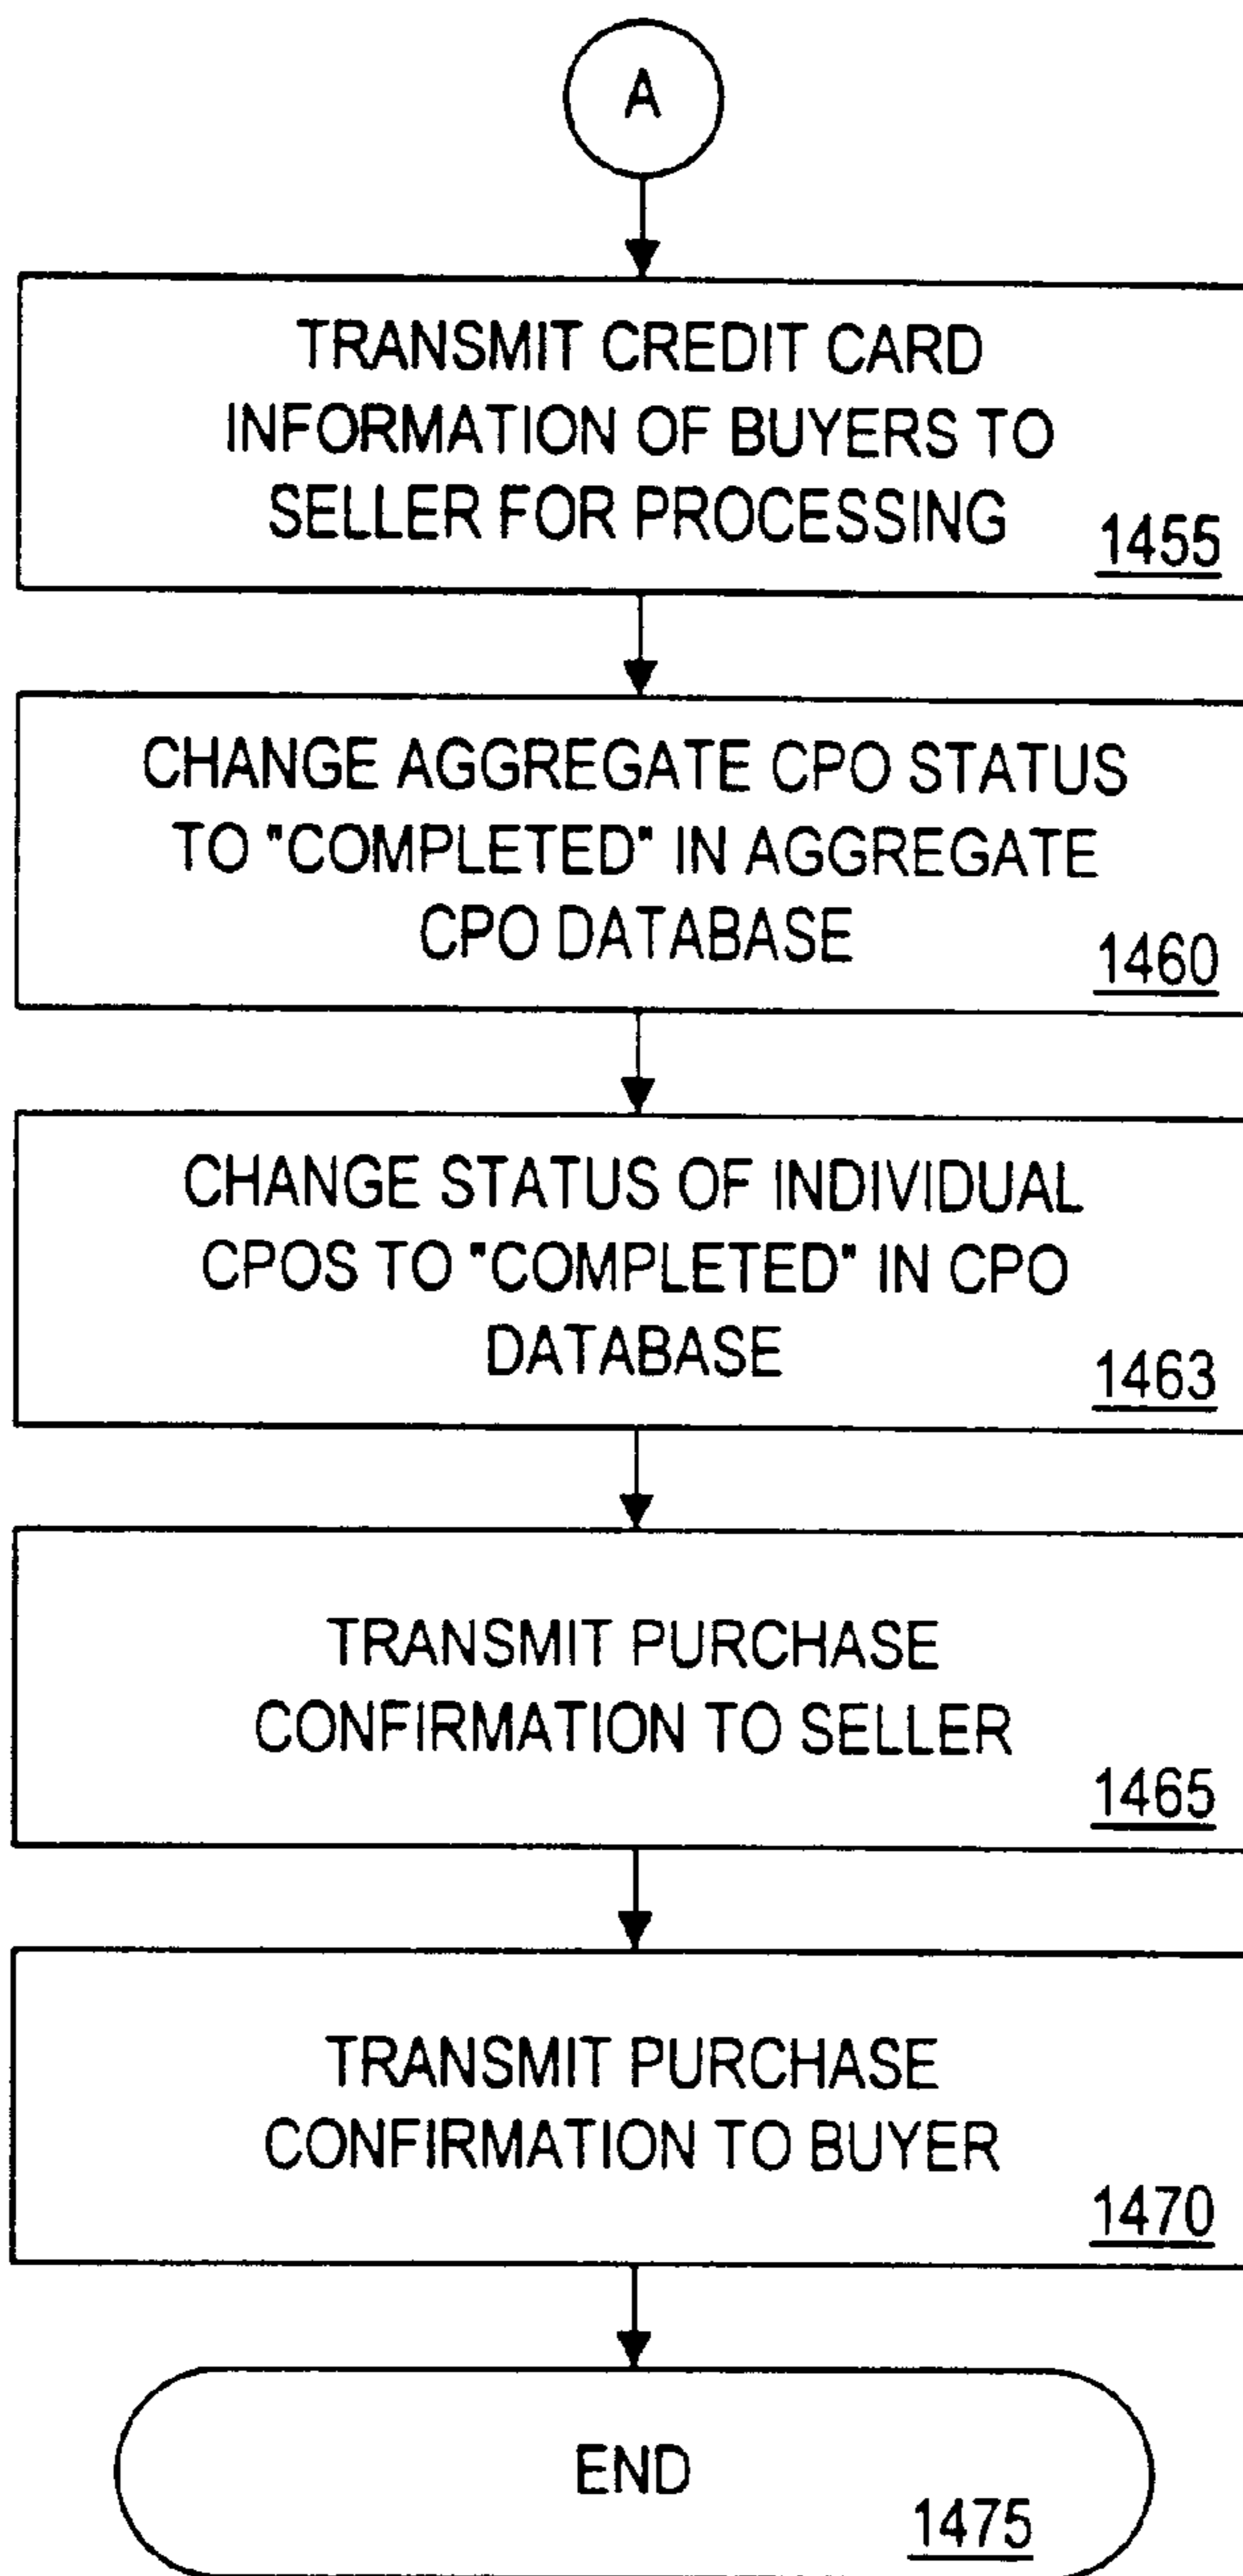 A
TRANSMIT CREDIT CARD
INFORMATION OF BUYERS TO
SELLER FOR PROCESSING
1455
CHANGE AGGREGATE CPO STATUS
TO "COMPLETED" IN AGGREGATE
CPO DATABASE
1460
CHANGE STATUS OF INDIVIDUAL
CPOS TO "COMPLETED" IN CPO
DATABASE
1463
TRANSMIT PURCHASE
CONFIRMATION TO SELLER
1465
TRANSMIT PURCHASE
CONFIRMATION TO BUYER
1470
END
1475